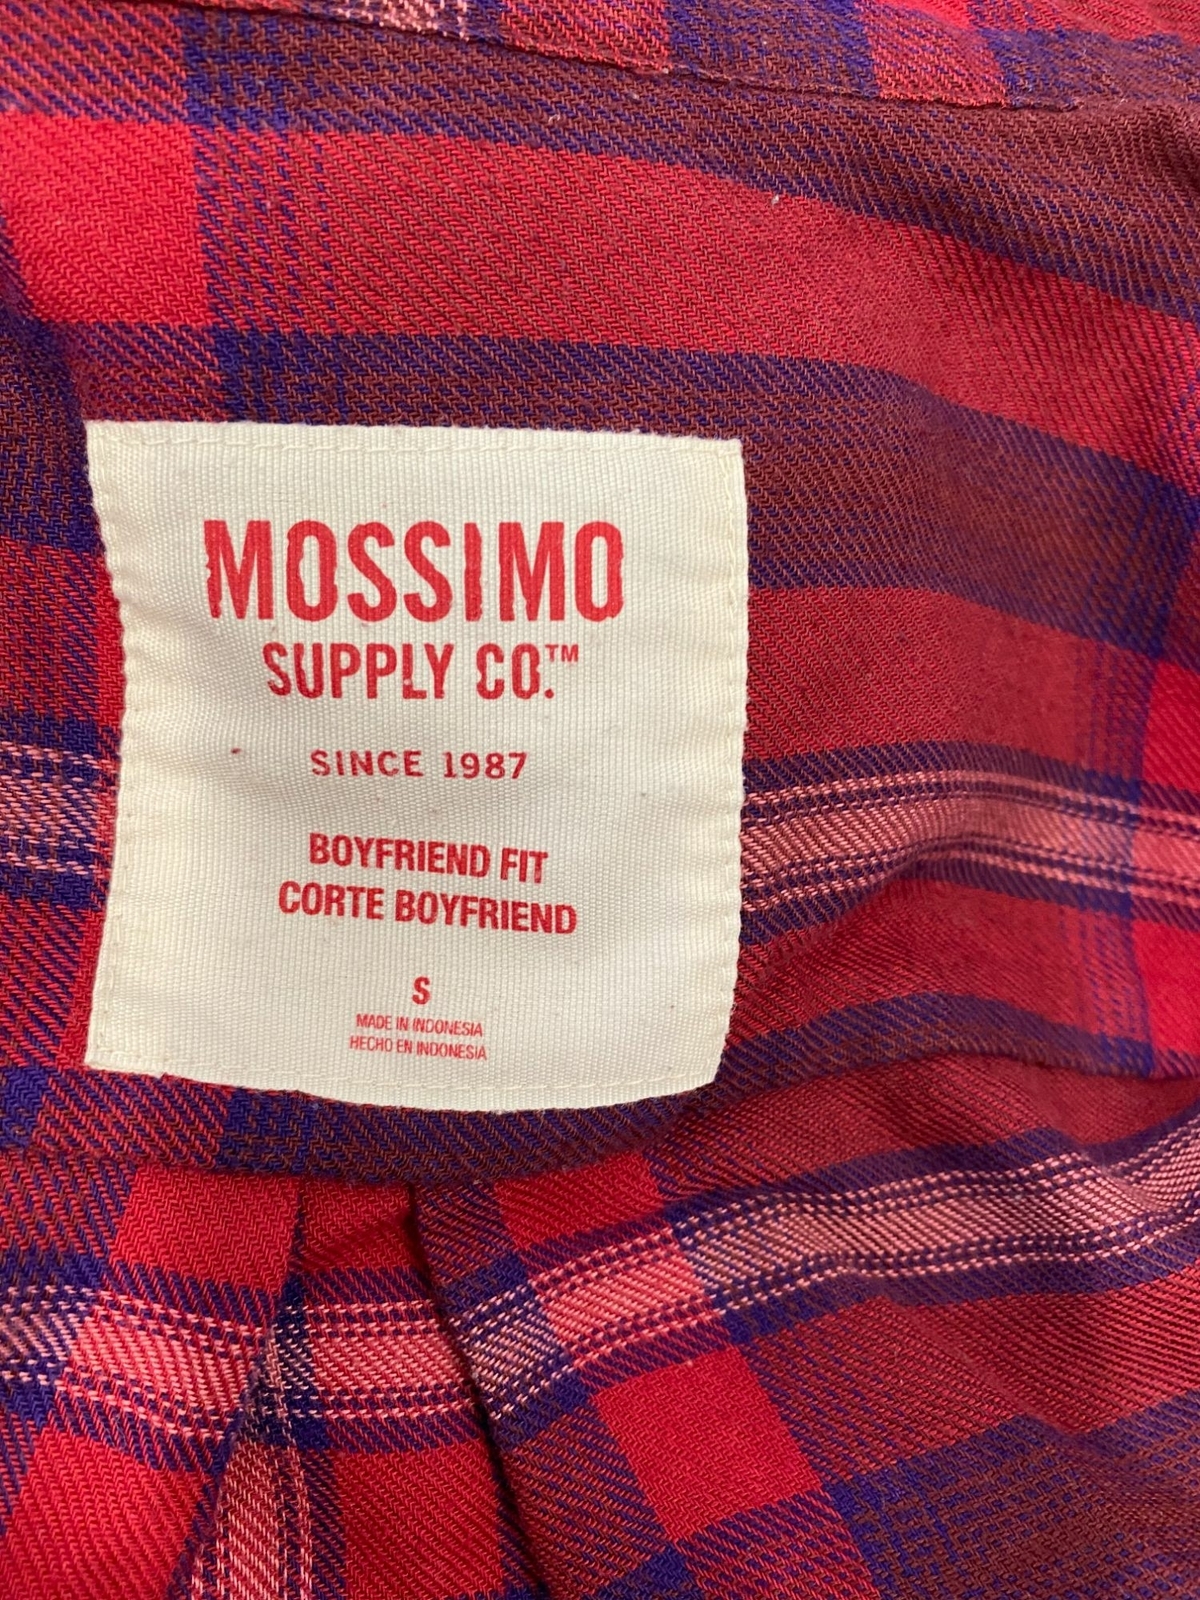 MOSSIMO
SUPPLY CO.™
SINCE 1987
BOYFRIEND FIT
CORTE BOYFRIEND
S
MADE IN INDONESIA
HECHO EN INDONESIA